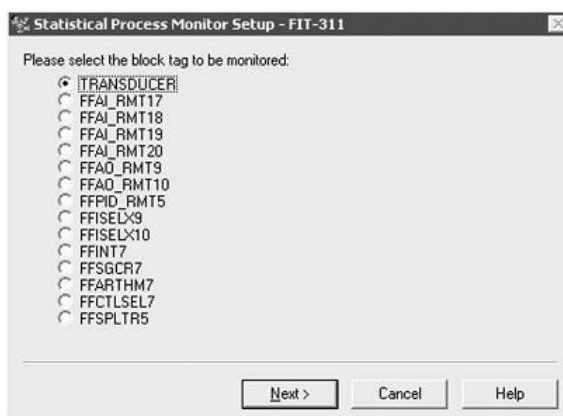 Statistical Process Monitor Setup - FIT-311
Please select the block tag to be monitored:
TRANSDUCER
FFAI_RMT17
FFAI_RMT18
FFAI_RMT19
FFAI_RMT20
FFAO_RMT9
FFAO_RMT10
FFPID_RMT5
FFISELX9
FFISELX10
FFINT7
FFSGCR7
FFARTHM7
FFCTLSEL7
FFSPLTR5
Next >
Cancel
Help